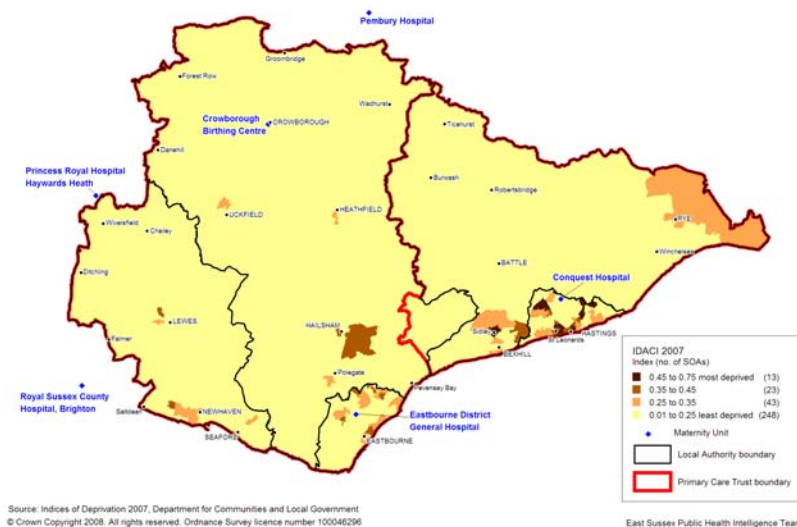 Pembury Hospital
Groombridge
Forest Row
Wadhurst
Crowborough
Birthing Centre
CROWBOROUGH
Ticehurst
Danehill
Princess Royal Hospital
Haywards Heath
Burwash
Robertsbridge
UCKFIELD
HEATHFIELD
RYE
Wivelsfield
Chailey
Winchelsea
BATTLE
Ditchling
Conquest Hospital
LEWES
HAILSHAM
Sidley
St Leonards
HASTINGS
Falmer
BEXHILL
Polegate
Pevensey Bay
Royal Sussex County
Hospital, Brighton
Saltdean
NEWHAVEN
Eastbourne District
General Hospital
SEAFORD
EASTBOURNE
IDACI 2007
Index (no. of SOAs)
0.45 to 0.75 most deprived (13)
0.35 to 0.45 (23)
0.25 to 0.35 (43)
0.01 to 0.25 least deprived (248)
Maternity Unit
Local Authority boundary
Primary Care Trust boundary
Source: Indices of Deprivation 2007, Department for Communities and Local Government
© Crown Copyright 2008. All rights reserved. Ordnance Survey licence number 100046296
East Sussex Public Health Intelligence Team